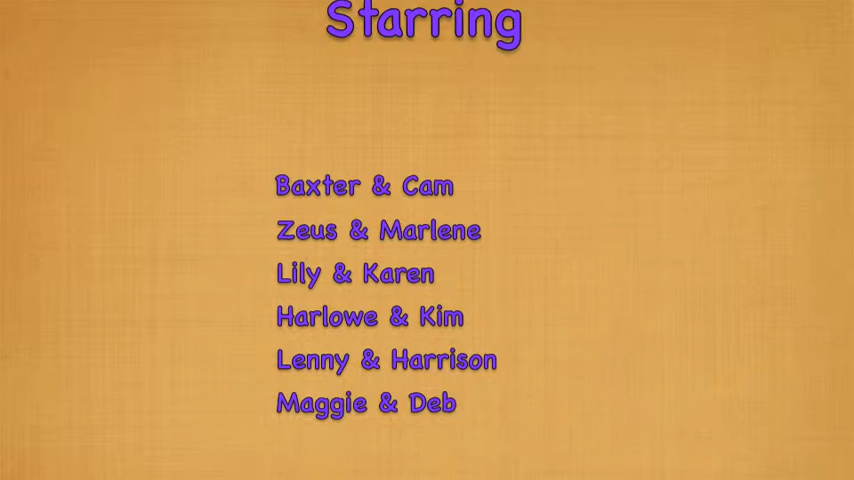 Starring
Baxter & Cam
Zeus & Marlene
Lily & Karen
Harlowe & Kim
Lenny & Harrison
Maggie & Deb